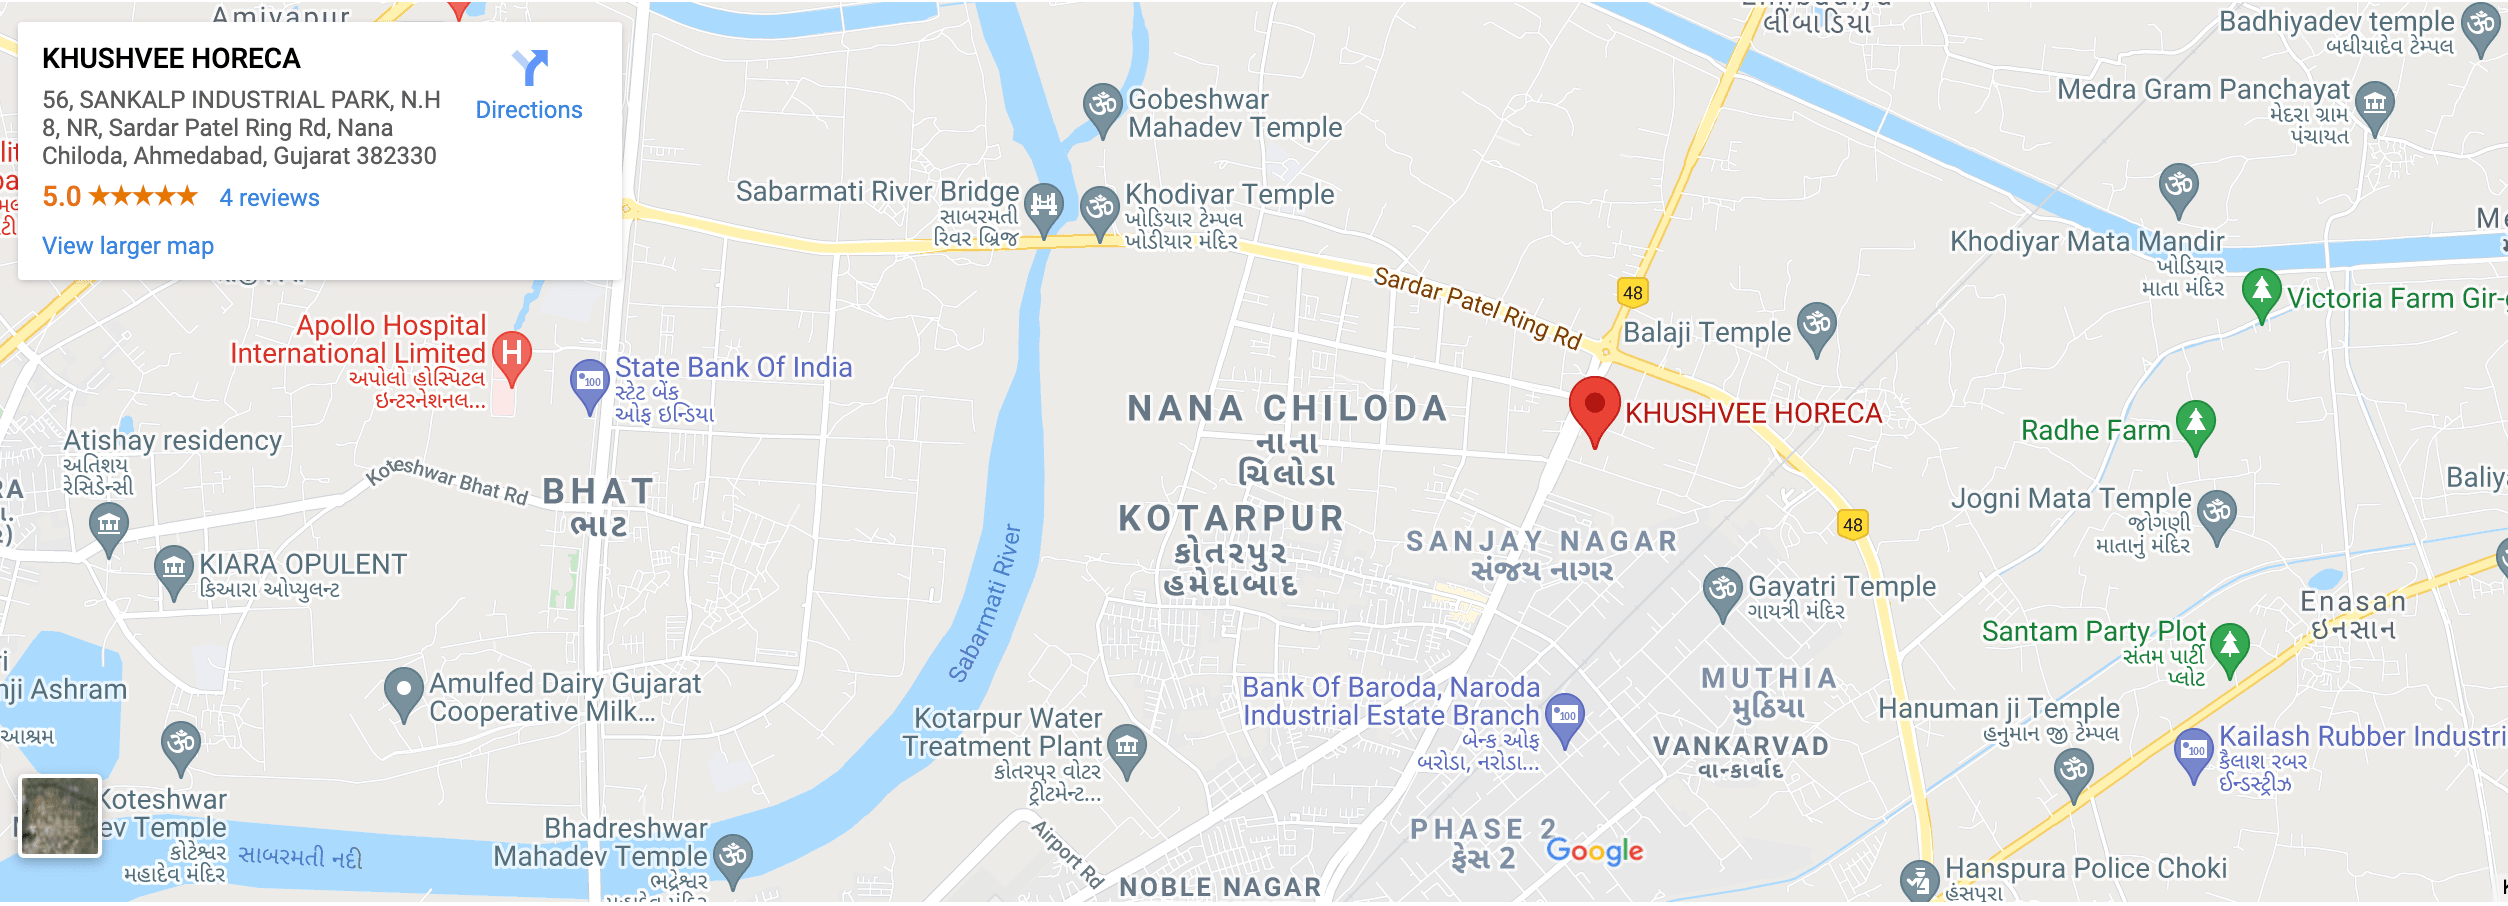 Amiyapur
KHUSHVEE HORECA
56, SANKALP INDUSTRIAL PARK, N.H
8, NR, Sardar Patel Ring Rd, Nana
Chiloda, Ahmedabad, Gujarat 382330
5.0
4 reviews
View larger map
Directions
લીંબાડિયા
Badhiyadev temple
બધીયાદેવ ટેમ્પલ
Medra Gram Panchayat
મેદરા ગ્રામ
પંચાયત
Gobeshwar
Mahadev Temple
Sabarmati River Bridge
સાબરમતી
રિવર બ્રિજ
Khodiyar Temple
ખોડિયાર ટેમ્પલ
ખોડીયાર મંદિર
Khodiyar Mata Mandir
ખોડિયાર
માતા મંદિર
Sardar Patel Ring Rd
48
Victoria Farm Gir-
Balaji Temple
Apollo Hospital
International Limited
અપોલો હોસ્પિટલ
ઇન્ટરનેશનલ...
State Bank Of India
સ્ટેટ બેંક
ઓફ ઇન્ડિયા
NANA CHILODA
નાના
ચિલોડા
KHUSHVEE HORECA
Radhe Farm
Atishay residency
અતિશય
રેસિડેન્સી
Koteshwar Bhat Rd
BHAT
ભાટ
KOTARPUR
કોતરપુર
હમેદાબાદ
SANJAY NAGAR
સંજય નાગર
48
Jogni Mata Temple
જોગણી
માતાનું મંદિર
KIARA OPULENT
કિઆરા ઓપ્યુલન્ટ
Sabarmati River
Gayatri Temple
ગાયત્રી મંદિર
Enasan
ઇનસાન
Santam Party Plot
સંતમ પાર્ટી
પ્લોટ
MUTHIA
મુઠિયા
Ashram
આશ્રમ
Amulfed Dairy Gujarat
Cooperative Milk...
Bank Of Baroda, Naroda
Industrial Estate Branch
બેન્ક ઓફ
બરોડા, નરોડા...
Kotarpur Water
Treatment Plant
કોતરપુર વોટર
ટ્રીટમેન્ટ...
VANKARVAD
વાન્કાર્વાદ
Hanuman ji Temple
હનુમાન જી ટેમ્પલ
Kailash Rubber Industri
કૈલાશ રબર
ઈન્ડસ્ટ્રીઝ
Koteshwar
ev Temple
કોટેશ્વર
મહાદેવ મંદિર
સાબરમતી નદી
Bhadreshwar
Mahadev Temple
ભદ્રેશ્વર
મહાદેવ મંદિર
Airport Rd
PHASE 2
ફેસ 2
Google
NOBLE NAGAR
Hanspura Police Choki
હંસપુરા